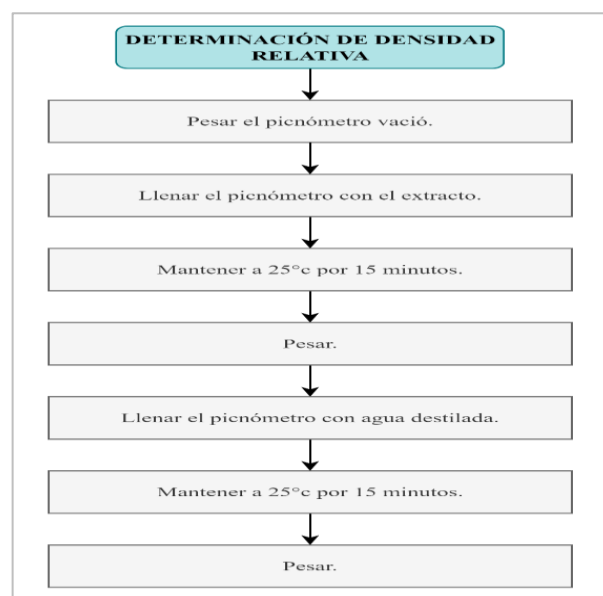 DETERMINACIÓN DE DENSIDAD
RELATIVA
Pesar el picnómetro vació.
Llenar el picnómetro con el extracto.
Mantener a 25°c por 15 minutos.
Pesar.
Llenar el picnómetro con agua destilada.
Mantener a 25°c por 15 minutos.
Pesar.